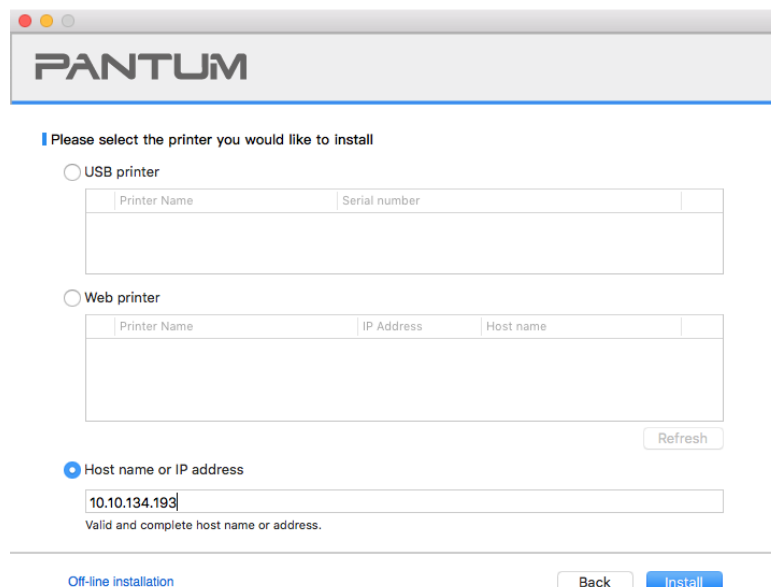 PANTUM
Please select the printer you would like to install
USB printer
Printer Name Serial number
Web printer
Printer Name IP Address Host name
Refresh
Host name or IP address
10.10.134.193
Valid and complete host name or address.
Off-line installation Back Install